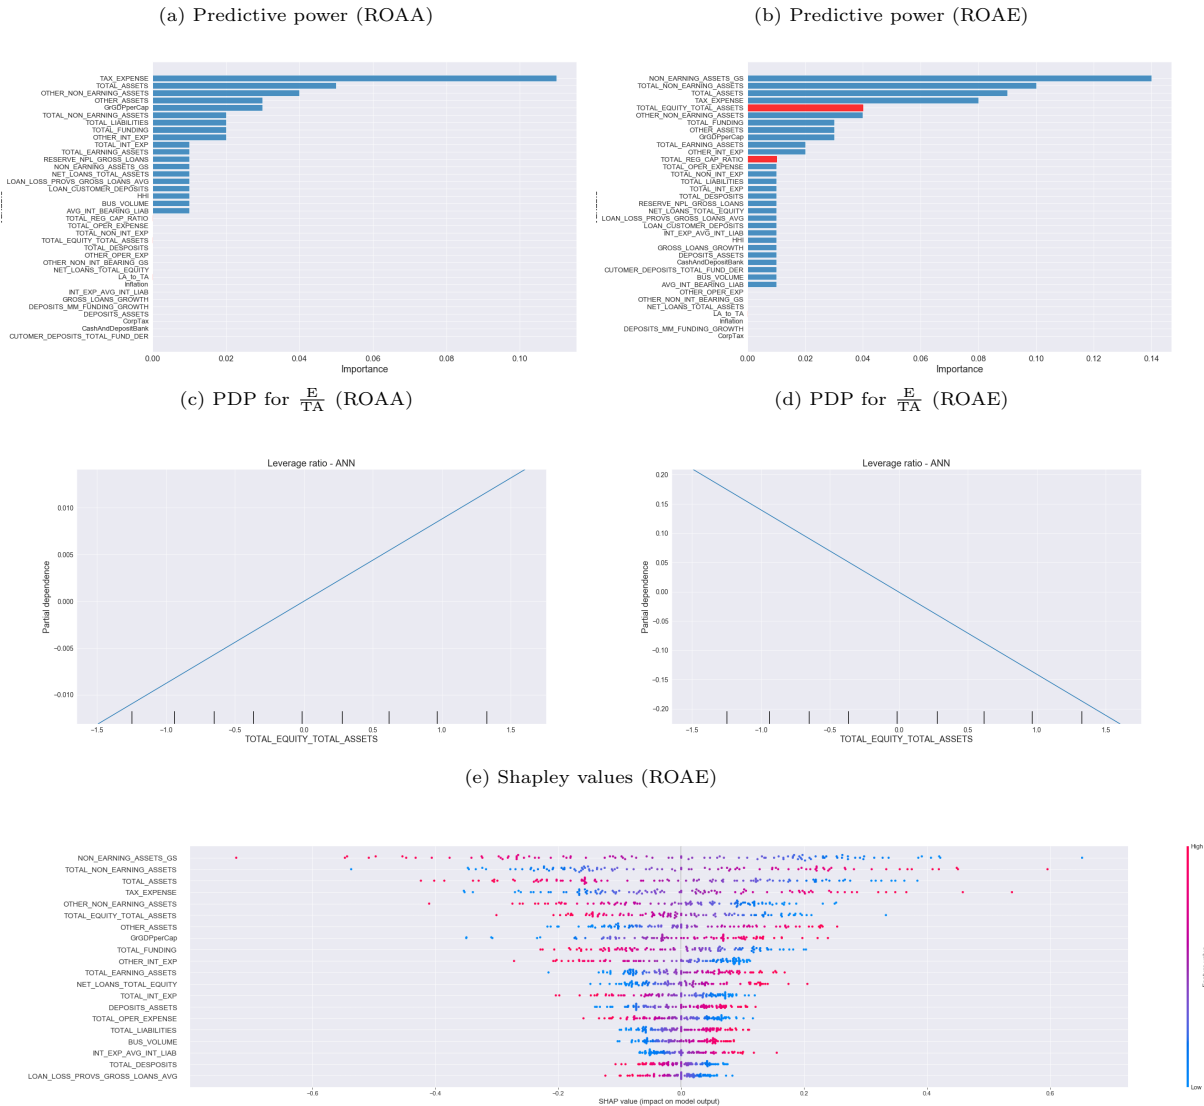 (a) Predictive power (ROAA)
TAX_EXPENSE
TOTAL_ASSETS
OTHER_NON_EARNING_ASSETS
OTHER_ASSETS
GrGDPperCap
TOTAL_NON_EARNING_ASSETS
TOTAL_LIABILITIES
TOTAL_FUNDING
OTHER_INT_EXP
TOTAL_INT_EXP
TOTAL_EARNING_ASSETS
RESERVE_NPL_GROSS_LOANS
NON_EARNING_ASSETS_GS
NET_LOANS_TOTAL_ASSETS
LOAN_LOSS_PROVS_GROSS_LOANS_AVG
LOAN_CUSTOMER_DEPOSITS
HHI
BUS_VOLUME
AVG_INT_BEARING_LIAB
TOTAL_REG_CAP_RATIO
TOTAL_OPER_EXPENSE
TOTAL_NON_INT_EXP
TOTAL_EQUITY_TOTAL_ASSETS
TOTAL_DESPOSITS
OTHER_OPER_EXP
OTHER_NON_INT_BEARING_GS
NET_LOANS_TOTAL_EQUITY
LA_to_TA
Inflation
INT_EXP_AVG_INT_LIAB
GROSS_LOANS_GROWTH
DEPOSITS_MM_FUNDING_GROWTH
DEPOSITS_ASSETS
CorpTax
CashAndDepositBank
CUTOMER_DEPOSITS_TOTAL_FUND_DER
0.00 0.02 0.04 0.06 0.08 0.10
Importance
(b) Predictive power (ROAE)
NON_EARNING_ASSETS_GS
TOTAL_NON_EARNING_ASSETS
TOTAL_ASSETS
TAX_EXPENSE
TOTAL_EQUITY_TOTAL_ASSETS
OTHER_NON_EARNING_ASSETS
TOTAL_FUNDING
OTHER_ASSETS
GrGDPperCap
TOTAL_EARNING_ASSETS
OTHER_INT_EXP
TOTAL_REG_CAP_RATIO
TOTAL_OPER_EXPENSE
TOTAL_NON_INT_EXP
TOTAL_LIABILITIES
TOTAL_INT_EXP
TOTAL_DESPOSITS
RESERVE_NPL_GROSS_LOANS
NET_LOANS_TOTAL_EQUITY
LOAN_LOSS_PROVS_GROSS_LOANS_AVG
LOAN_CUSTOMER_DEPOSITS
INT_EXP_AVG_INT_LIAB
HHI
GROSS_LOANS_GROWTH
DEPOSITS_ASSETS
CashAndDepositBank
CUTOMER_DEPOSITS_TOTAL_FUND_DER
BUS_VOLUME
AVG_INT_BEARING_LIAB
OTHER_OPER_EXP
OTHER_NON_INT_BEARING_GS
NET_LOANS_TOTAL_ASSETS
LA_to_TA
Inflation
DEPOSITS_MM_FUNDING_GROWTH
CorpTax
0.00 0.02 0.04 0.06 0.08 0.10 0.12 0.14
Importance
(c) PDP for E/TA (ROAA)
Leverage ratio - ANN
Partial dependence
0.010
0.005
0.000
−0.005
−0.010
−1.5 −1.0 −0.5 0.0 0.5 1.0 1.5
TOTAL_EQUITY_TOTAL_ASSETS
(d) PDP for E/TA (ROAE)
Leverage ratio - ANN
Partial dependence
0.20
0.15
0.10
0.05
0.00
−0.05
−0.10
−0.15
−0.20
−1.5 −1.0 −0.5 0.0 0.5 1.0 1.5
TOTAL_EQUITY_TOTAL_ASSETS
(e) Shapley values (ROAE)
NON_EARNING_ASSETS_GS
TOTAL_NON_EARNING_ASSETS
TOTAL_ASSETS
TAX_EXPENSE
OTHER_NON_EARNING_ASSETS
TOTAL_EQUITY_TOTAL_ASSETS
OTHER_ASSETS
GrGDPperCap
TOTAL_FUNDING
OTHER_INT_EXP
TOTAL_EARNING_ASSETS
NET_LOANS_TOTAL_EQUITY
TOTAL_INT_EXP
DEPOSITS_ASSETS
TOTAL_OPER_EXPENSE
TOTAL_LIABILITIES
BUS_VOLUME
INT_EXP_AVG_INT_LIAB
TOTAL_DESPOSITS
LOAN_LOSS_PROVS_GROSS_LOANS_AVG
−0.6 −0.4 −0.2 0.0 0.2 0.4 0.6
SHAP value (impact on model output)
High
Low